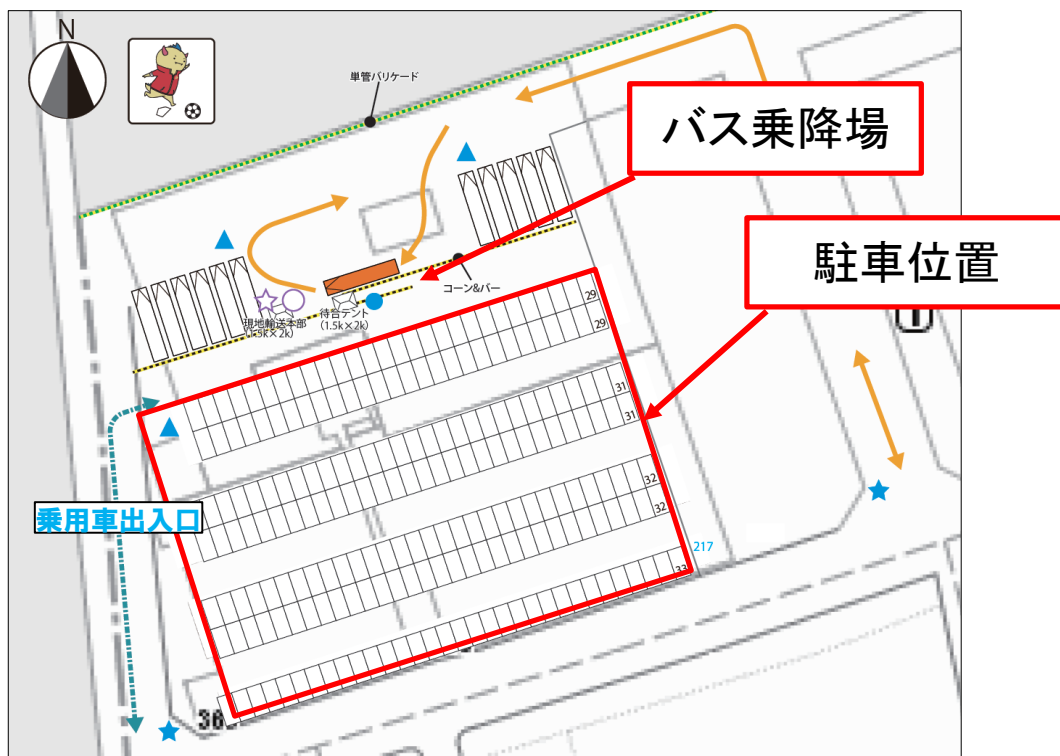 N
単管バリケード
バス乗降場
駐車位置
コーン&バー
待合テント
(1.5k×2k)
現地輸送本部
(1.5k×2k)
29
29
31
31
32
32
33
217
乗用車出入口
36